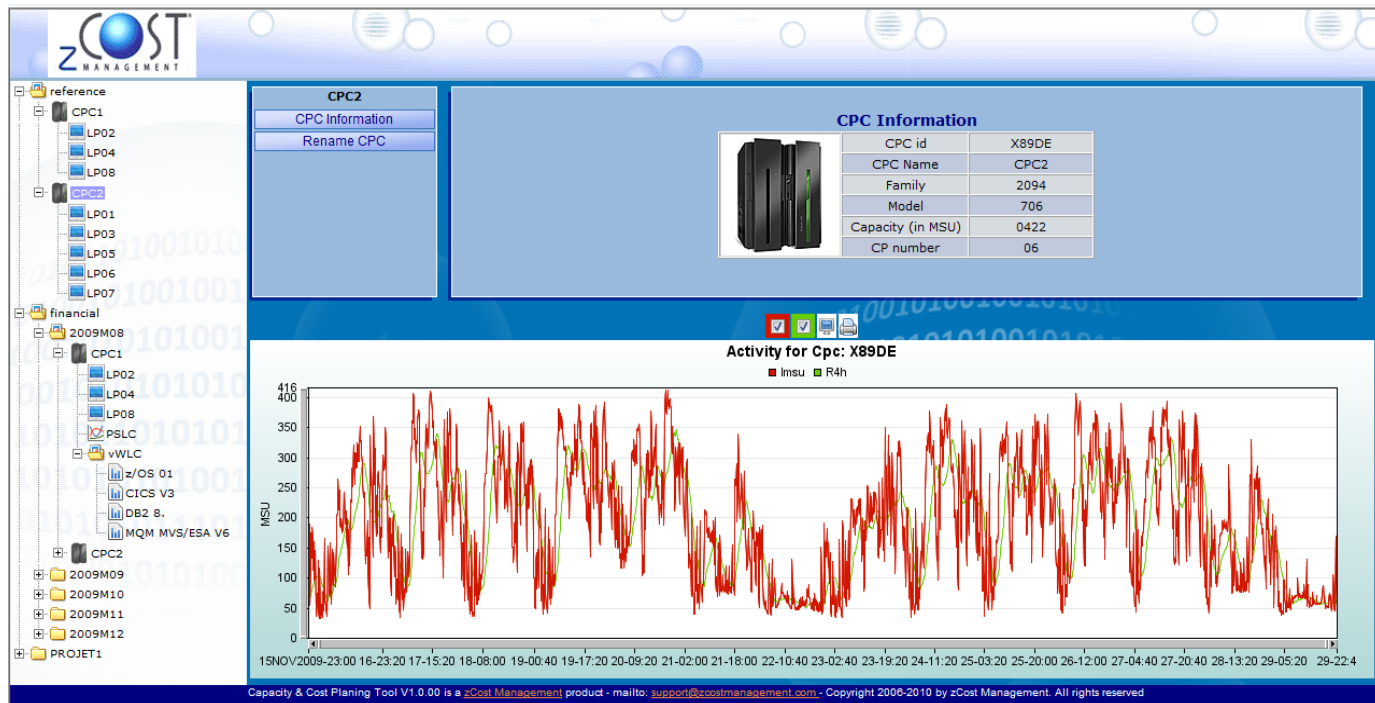 zCOST
MANAGEMENT
reference
CPC1
LP02
LP04
LP08
CPC2
LP01
LP03
LP05
LP06
LP07
financial
2009M08
CPC1
LP02
LP04
LP08
PSLC
vWLC
z/OS 01
CICS V3
DB2 8.
MQM MVS/ESA V6
CPC2
2009M09
2009M10
2009M11
2009M12
PROJET1
CPC2
CPC Information
Rename CPC
CPC Information
CPC id X89DE
CPC Name CPC2
Family 2094
Model 706
Capacity (in MSU) 0422
CP number 06
Activity for Cpc: X89DE
Imsu R4h
MSU
416
400
350
300
250
200
150
100
50
0
15NOV2009-23:00 16-23:20 17-15:20 18-08:00 19-00:40 19-17:20 20-09:20 21-02:00 21-18:00 22-10:40 23-02:40 23-19:20 24-11:20 25-03:20 25-20:00 26-12:00 27-04:40 27-20:40 28-13:20 29-05:20 29-22:4
Capacity & Cost Planing Tool V1.0.00 is a zCost Management product - mailto: support@zcostmanagement.com - Copyright 2006-2010 by zCost Management. All rights reserved